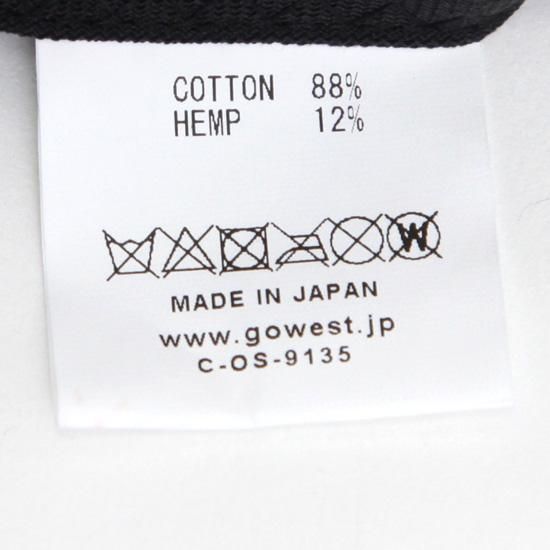 COTTON 88%
HEMP 12%
W
MADE IN JAPAN
www.gowest.jp
C-OS-9135